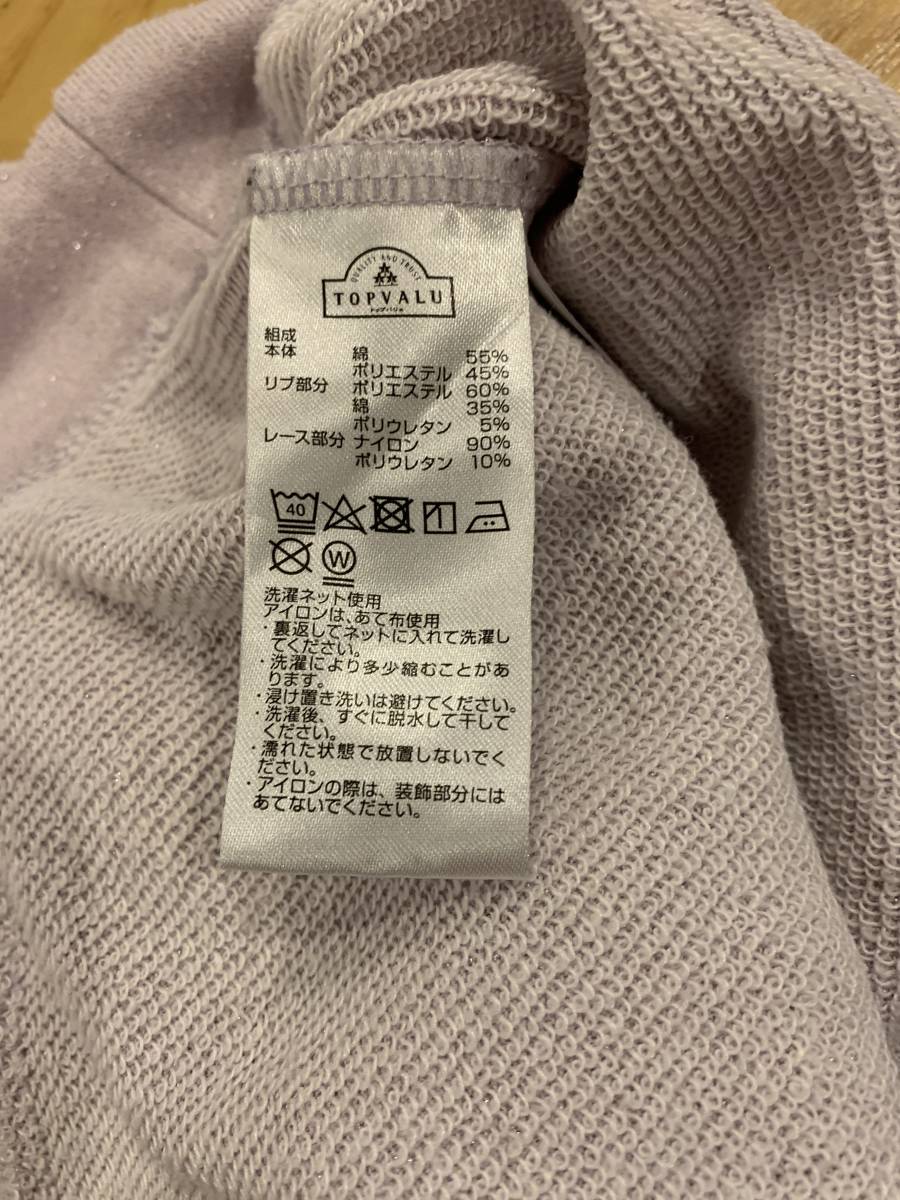 QUALITY AND TRUST
TOPVALU
トップバリュ
組成
本体 綿 55%
ポリエステル 45%
リブ部分 ポリエステル 60%
綿 35%
ポリウレタン 5%
レース部分 ナイロン 90%
ポリウレタン 10%
40
W
洗濯ネット使用
アイロンは、あて布使用
・裏返してネットに入れて洗濯し
てください。
・洗濯により多少縮むことがあ
ります。
・浸け置き洗いは避けてください。
・洗濯後、すぐに脱水して干して
ください。
・濡れた状態で放置しないでく
ださい。
・アイロンの際は、装飾部分には
あてないでください。